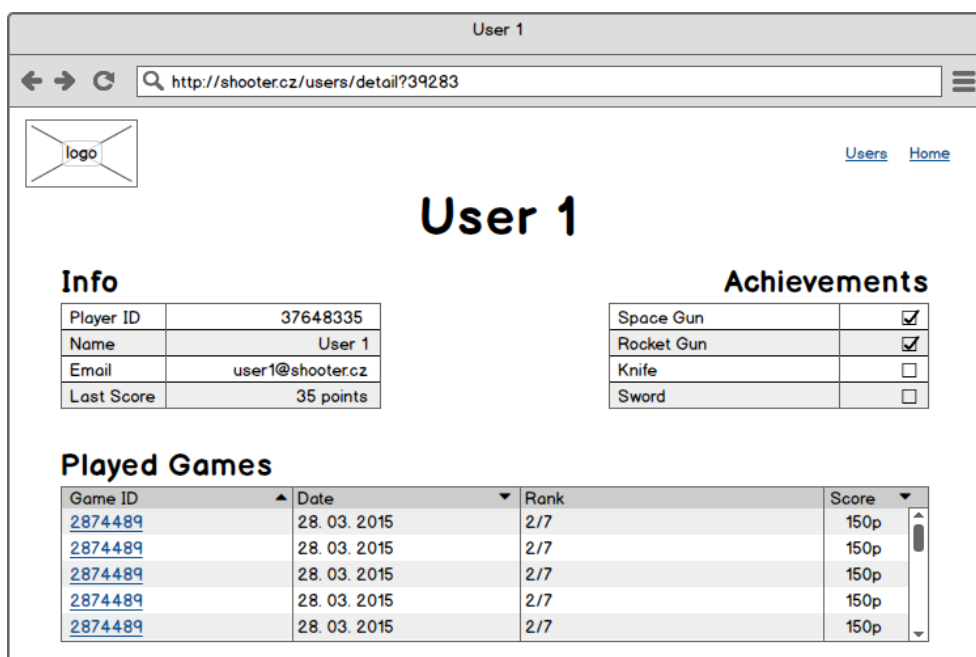 User 1
http://shooter.cz/users/detail?39283
logo
Users Home
User 1
Info
Player ID 37648335
Name User 1
Email user1@shooter.cz
Last Score 35 points
Achievements
Space Gun
Rocket Gun
Knife
Sword
Played Games
Game ID Date Rank Score
2874489 28. 03. 2015 2/7 150p
2874489 28. 03. 2015 2/7 150p
2874489 28. 03. 2015 2/7 150p
2874489 28. 03. 2015 2/7 150p
2874489 28. 03. 2015 2/7 150p